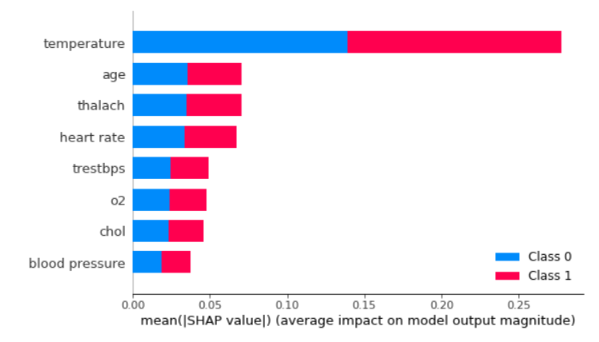 temperature
age
thalach
heart rate
trestbps
o2
chol
blood pressure
Class 0
Class 1
0.00 0.05 0.10 0.15 0.20 0.25
mean(|SHAP value|) (average impact on model output magnitude)